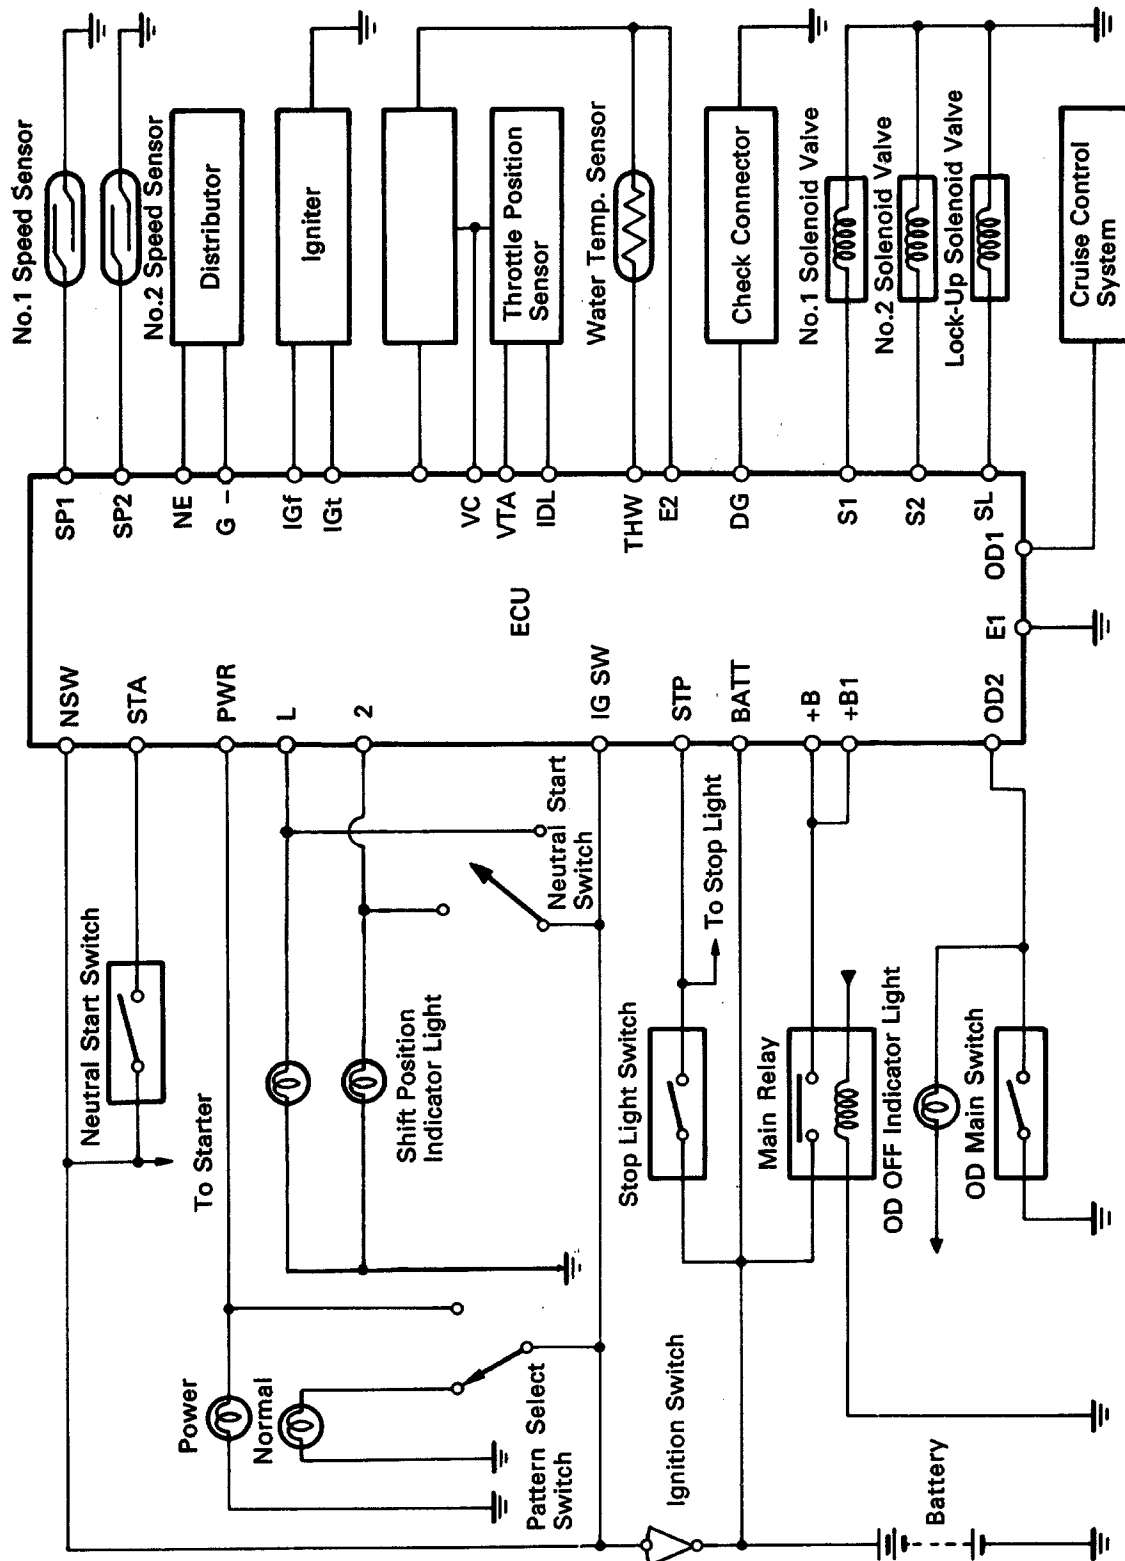 No.1 Speed Sensor
No.2 Speed Sensor
Distributor
Igniter
Throttle Position
Sensor
Water Temp. Sensor
Check Connector
No.1 Solenoid Valve
No.2 Solenoid Valve
Lock-Up Solenoid Valve
Cruise Control
System
SP1
SP2
NE
G -
IGf
IGt
VC
VTA
IDL
THW
E2
DG
S1
S2
SL
ECU
OD1
E1
OD2
NSW
STA
PWR
L
2
IG SW
STP
BATT
+B
+B1
Neutral Start Switch
To Starter
Neutral Start
Switch
Shift Position
Indicator Light
To Stop Light
Stop Light Switch
Main Relay
OD OFF Indicator Light
OD Main Switch
Power
Normal
Pattern Select
Switch
Ignition Switch
Battery